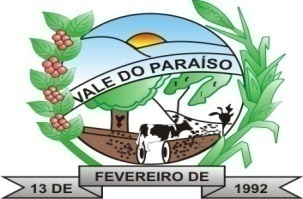 VALE DO PARAÍSO
13 DE FEVEREIRO DE 1992